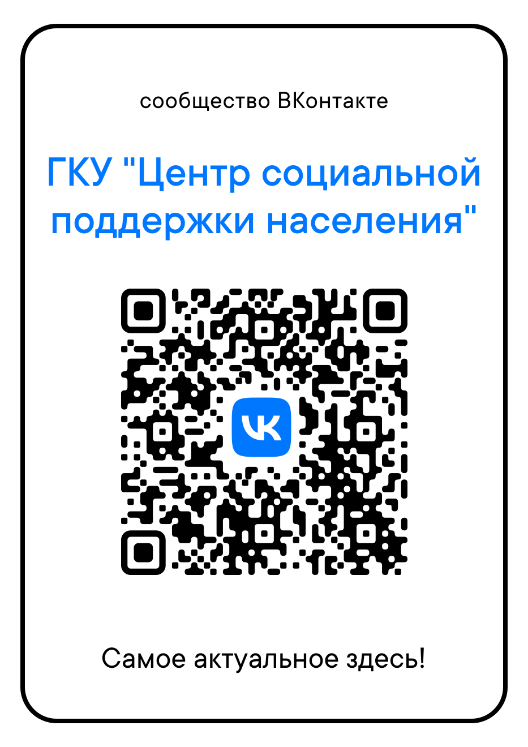 сообщество ВКонтакте
ГКУ "Центр социальной
поддержки населения"
Самое актуальное здесь!